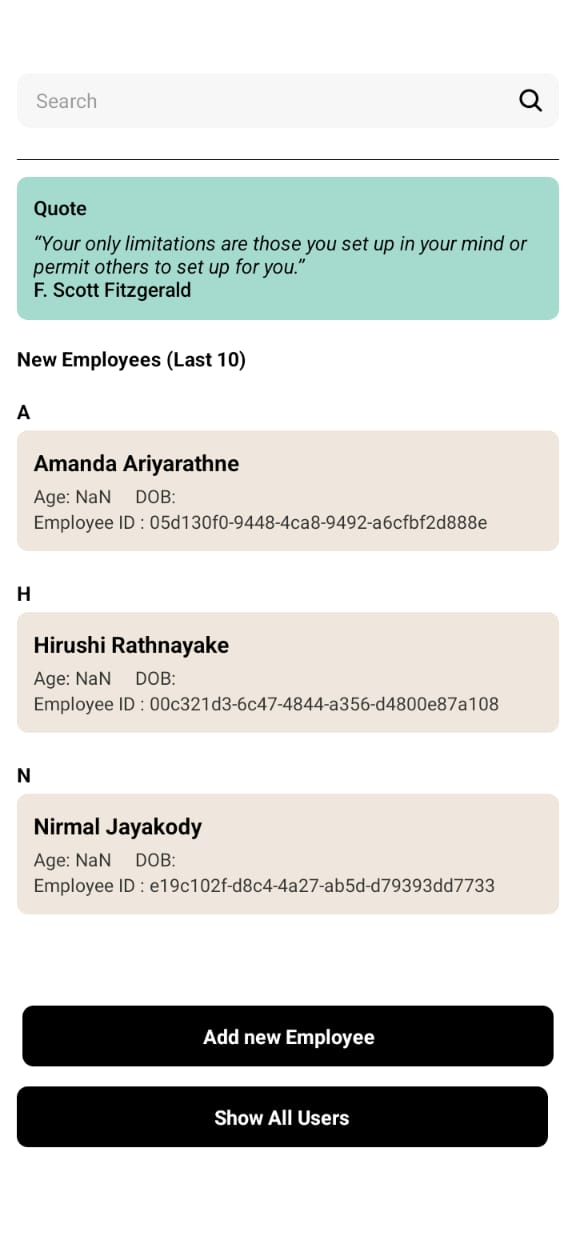 Search
Quote
“Your only limitations are those you set up in your mind or
permit others to set up for you.”
F. Scott Fitzgerald
New Employees (Last 10)
A
Amanda Ariyarathne
Age: NaN DOB:
Employee ID : 05d130f0-9448-4ca8-9492-a6cfbf2d888e
H
Hirushi Rathnayake
Age: NaN DOB:
Employee ID : 00c321d3-6c47-4844-a356-d4800e87a108
N
Nirmal Jayakody
Age: NaN DOB:
Employee ID : e19c102f-d8c4-4a27-ab5d-d79393dd7733
Add new Employee
Show All Users